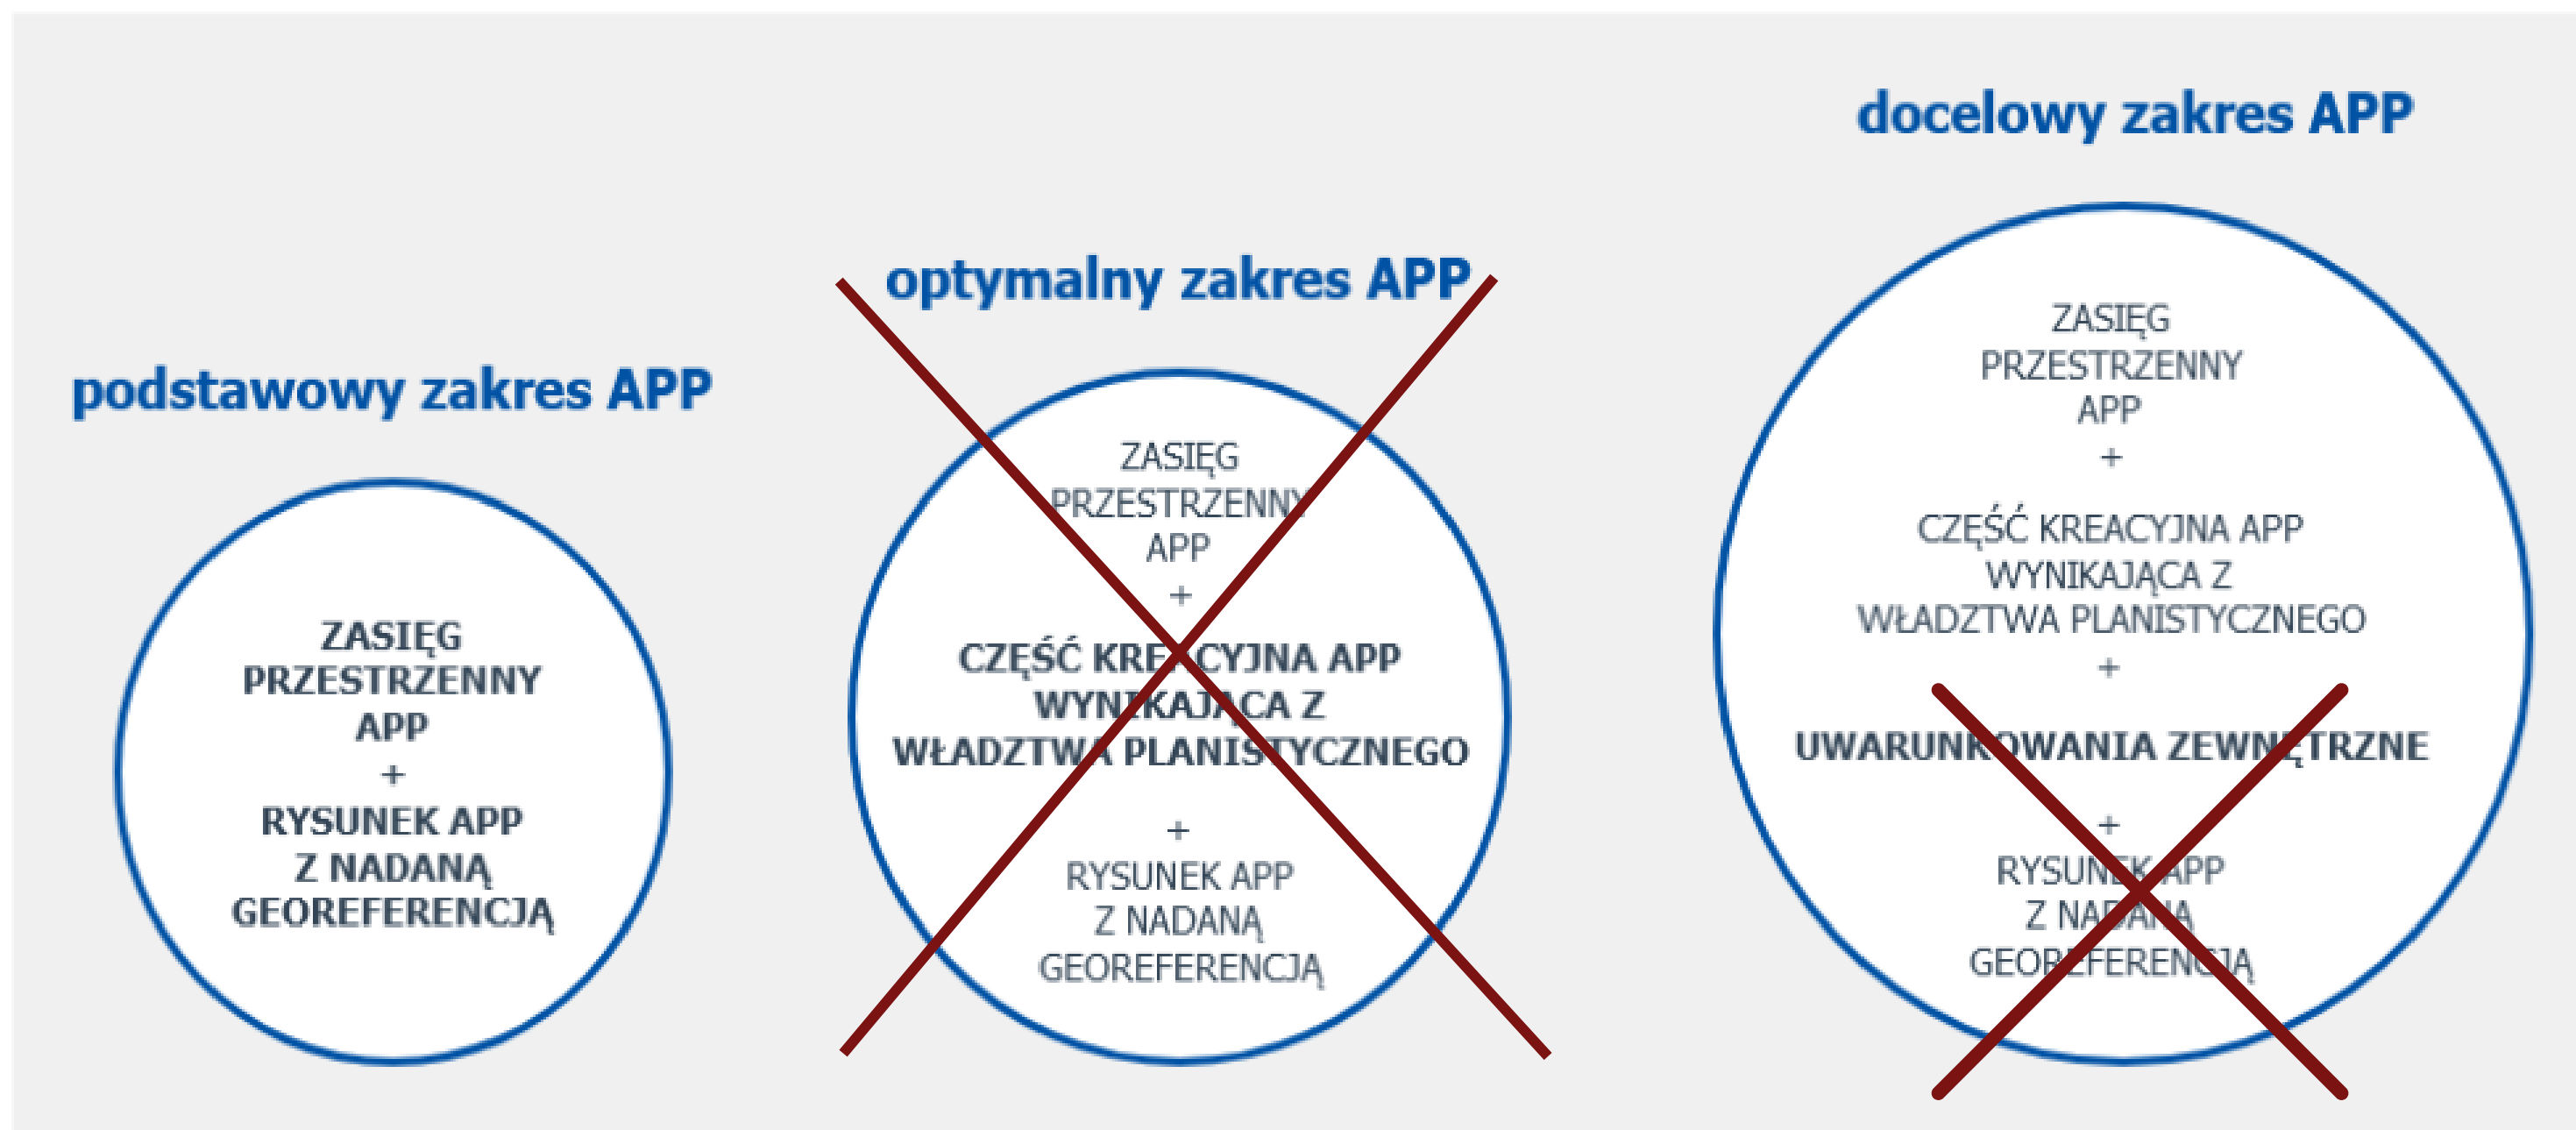 podstawowy zakres APP
ZASIĘG
PRZESTRZENNY
APP
+
RYSUNEK APP
Z NADANĄ
GEOREFERENCJĄ
optymalny zakres APP
ZASIĘG
PRZESTRZENNY
APP
+
CZĘŚĆ KREACYJNA APP
WYNIKAJĄCA Z
WŁADZTWA PLANISTYCZNEGO
+
RYSUNEK APP
Z NADANĄ
GEOREFERENCJĄ
docelowy zakres APP
ZASIĘG
PRZESTRZENNY
APP
+
CZĘŚĆ KREACYJNA APP
WYNIKAJĄCA Z
WŁADZTWA PLANISTYCZNEGO
+
UWARUNKOWANIA ZEWNĘTRZNE
+
RYSUNEK APP
Z NADANĄ
GEOREFERENCJĄ